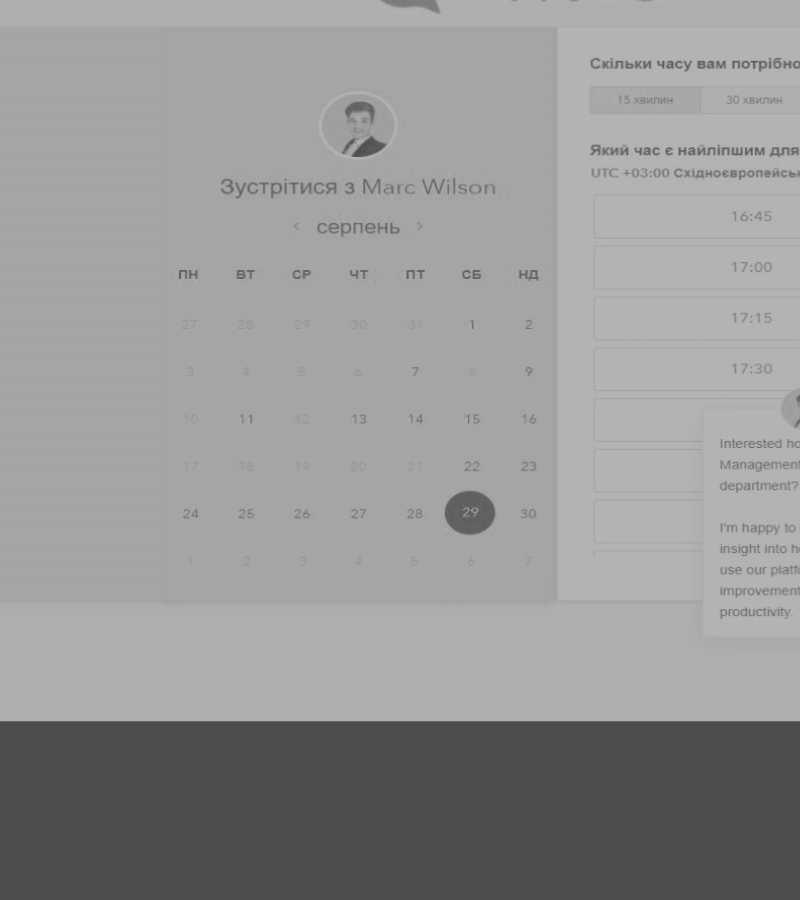 Зустрітися з Marc Wilson
< серпень >
ПН ВТ СР ЧТ ПТ СБ НД
27 28 29 30 31 1 2
3 4 5 6 7 8 9
10 11 12 13 14 15 16
17 18 19 20 21 22 23
24 25 26 27 28 29 30
1 2 3 4 5 6 7
Скільки часу вам потрібно
15 хвилин 30 хвилин
Який час є найліпшим для
UTC +03:00 Східноєвропейськ
16:45
17:00
17:15
17:30
Interested ho
Management
department?
I'm happy to
insight into h
use our platf
improvement
productivity.